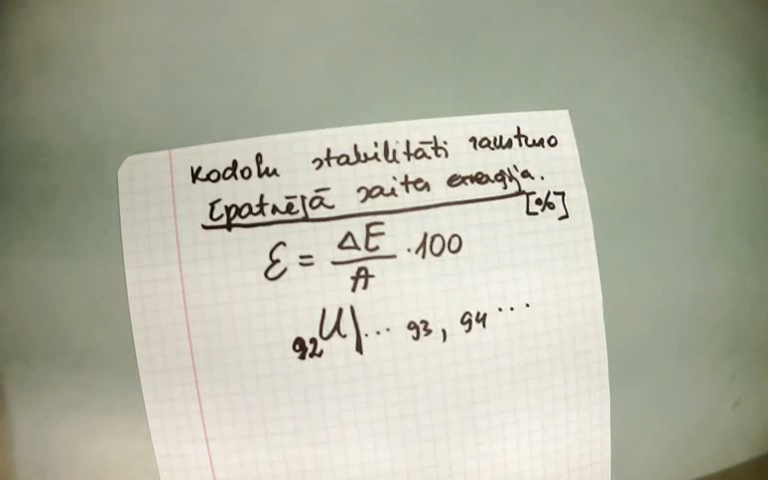 Kodolu stabilitāti raksturo
īpatnējā saites enerģija.
[%]
ℰ = ΔE/A · 100
₉₂U|... 93, 94 ...